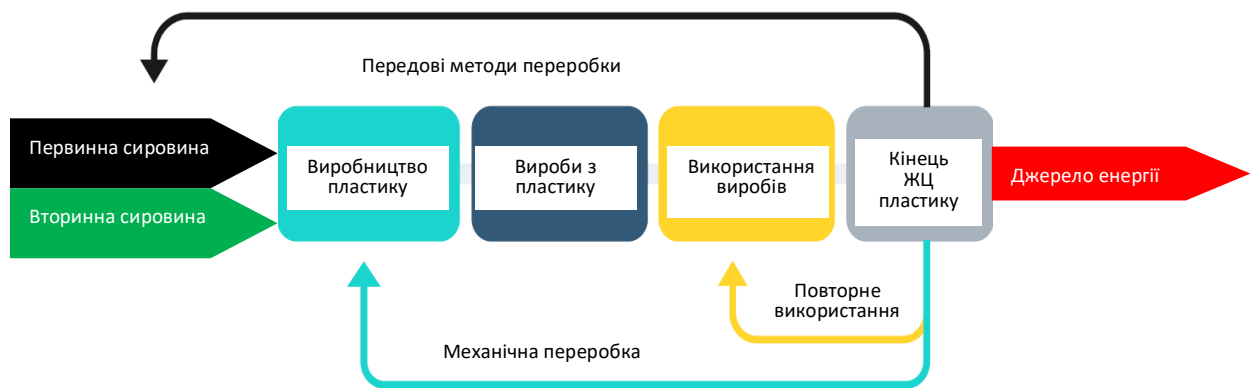 Передові методи переробки
Первинна сировина
Вторинна сировина
Виробництво
пластику
Вироби з
пластику
Використання
виробів
Кінець
ЖЦ
пластику
Джерело енергії
Повторне
використання
Механічна переробка